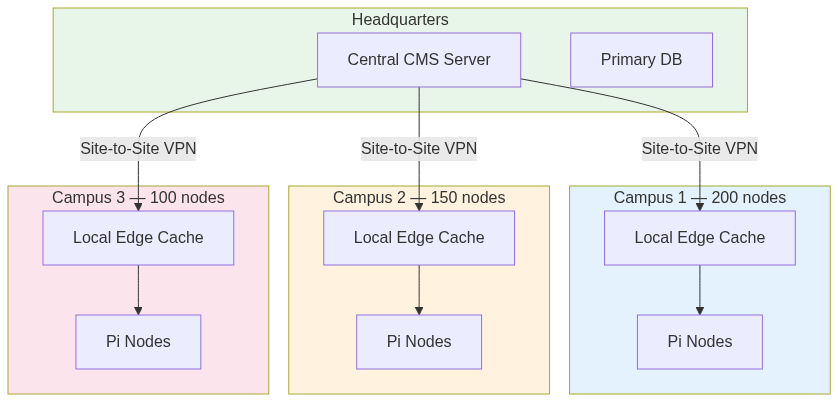 Headquarters
Central CMS Server
Primary DB
Site-to-Site VPN
Site-to-Site VPN
Site-to-Site VPN
Campus 3 — 100 nodes
Campus 2 — 150 nodes
Campus 1 — 200 nodes
Local Edge Cache
Local Edge Cache
Local Edge Cache
Pi Nodes
Pi Nodes
Pi Nodes